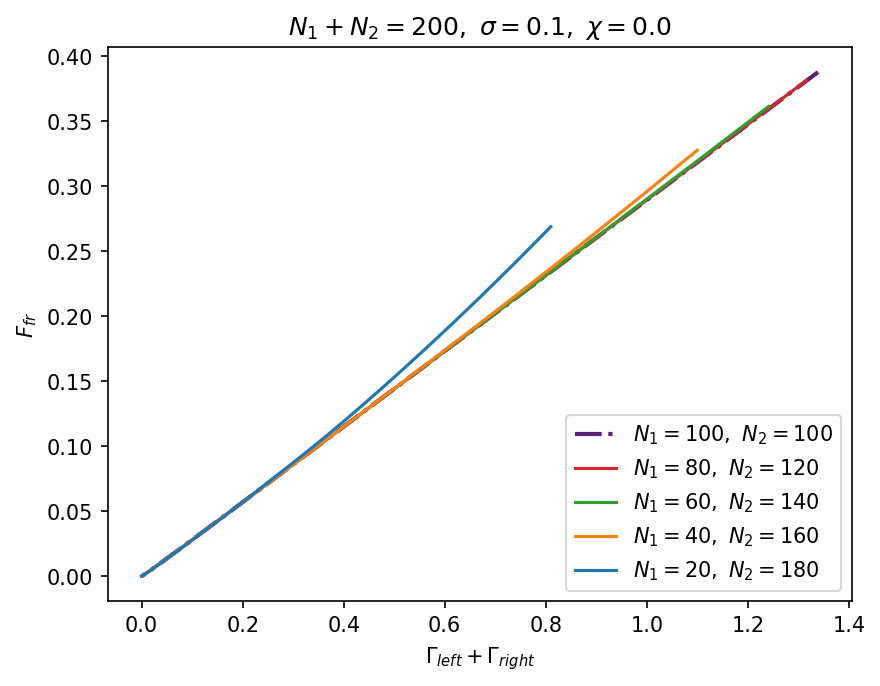 N₁ + N₂ = 200, σ = 0.1, χ = 0.0
0.40
0.35
0.30
0.25
0.20
0.15
0.10
0.05
0.00
F_fr
N₁ = 100, N₂ = 100
N₁ = 80, N₂ = 120
N₁ = 60, N₂ = 140
N₁ = 40, N₂ = 160
N₁ = 20, N₂ = 180
0.0 0.2 0.4 0.6 0.8 1.0 1.2 1.4
Γ_left + Γ_right